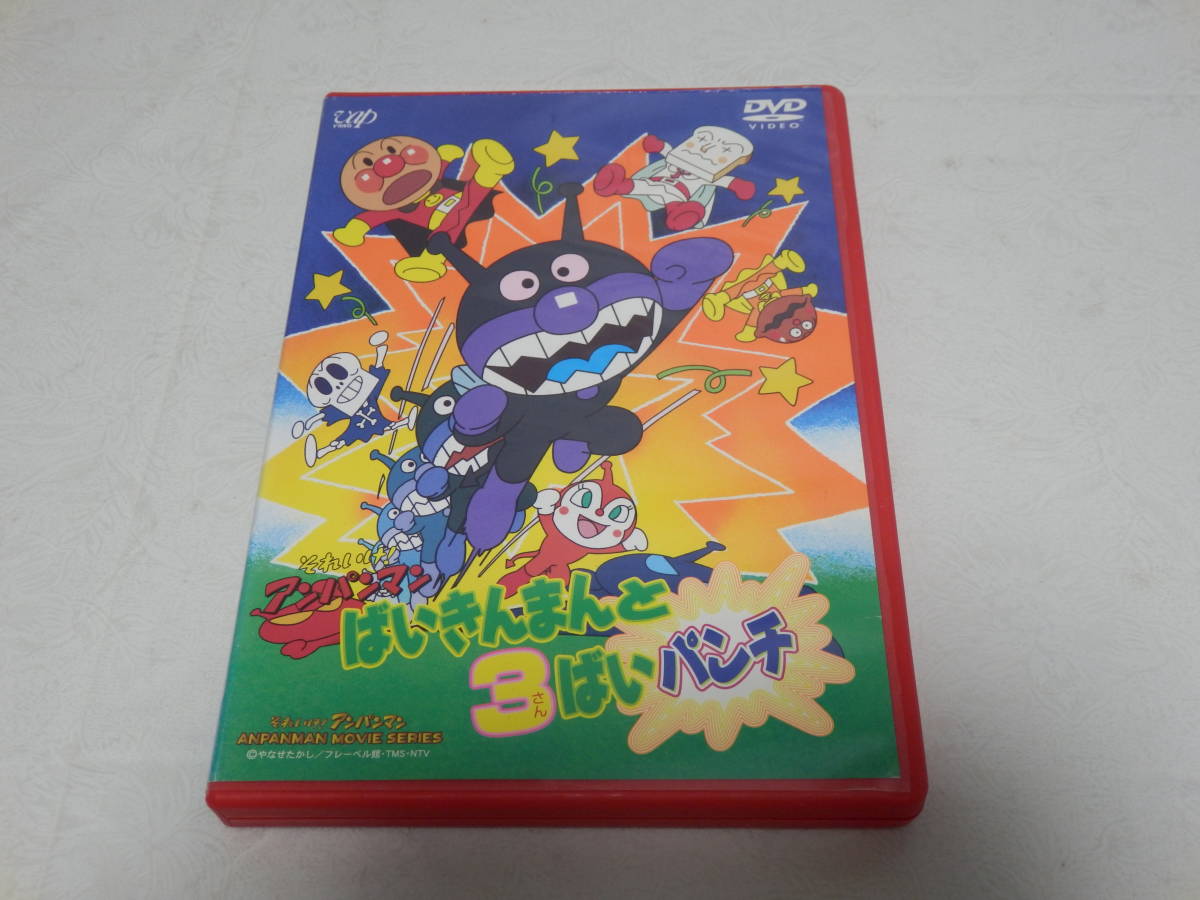 vap
VIDEO
DVD
VIDEO
それいけ!
アンパンマン
ばいきんまんと
3ばいパンチ
さん
それいけ!アンパンマン
ANPANMAN MOVIE SERIES
©やなせたかし/フレーベル館・TMS・NTV